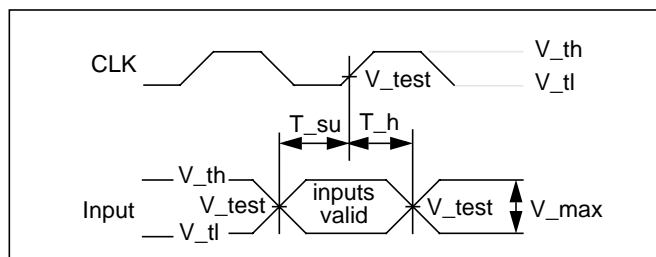 V_th
CLK
V_test
V_tl
T_su
T_h
V_th
inputs
valid
V_test
V_test
Input
V_max
V_tl